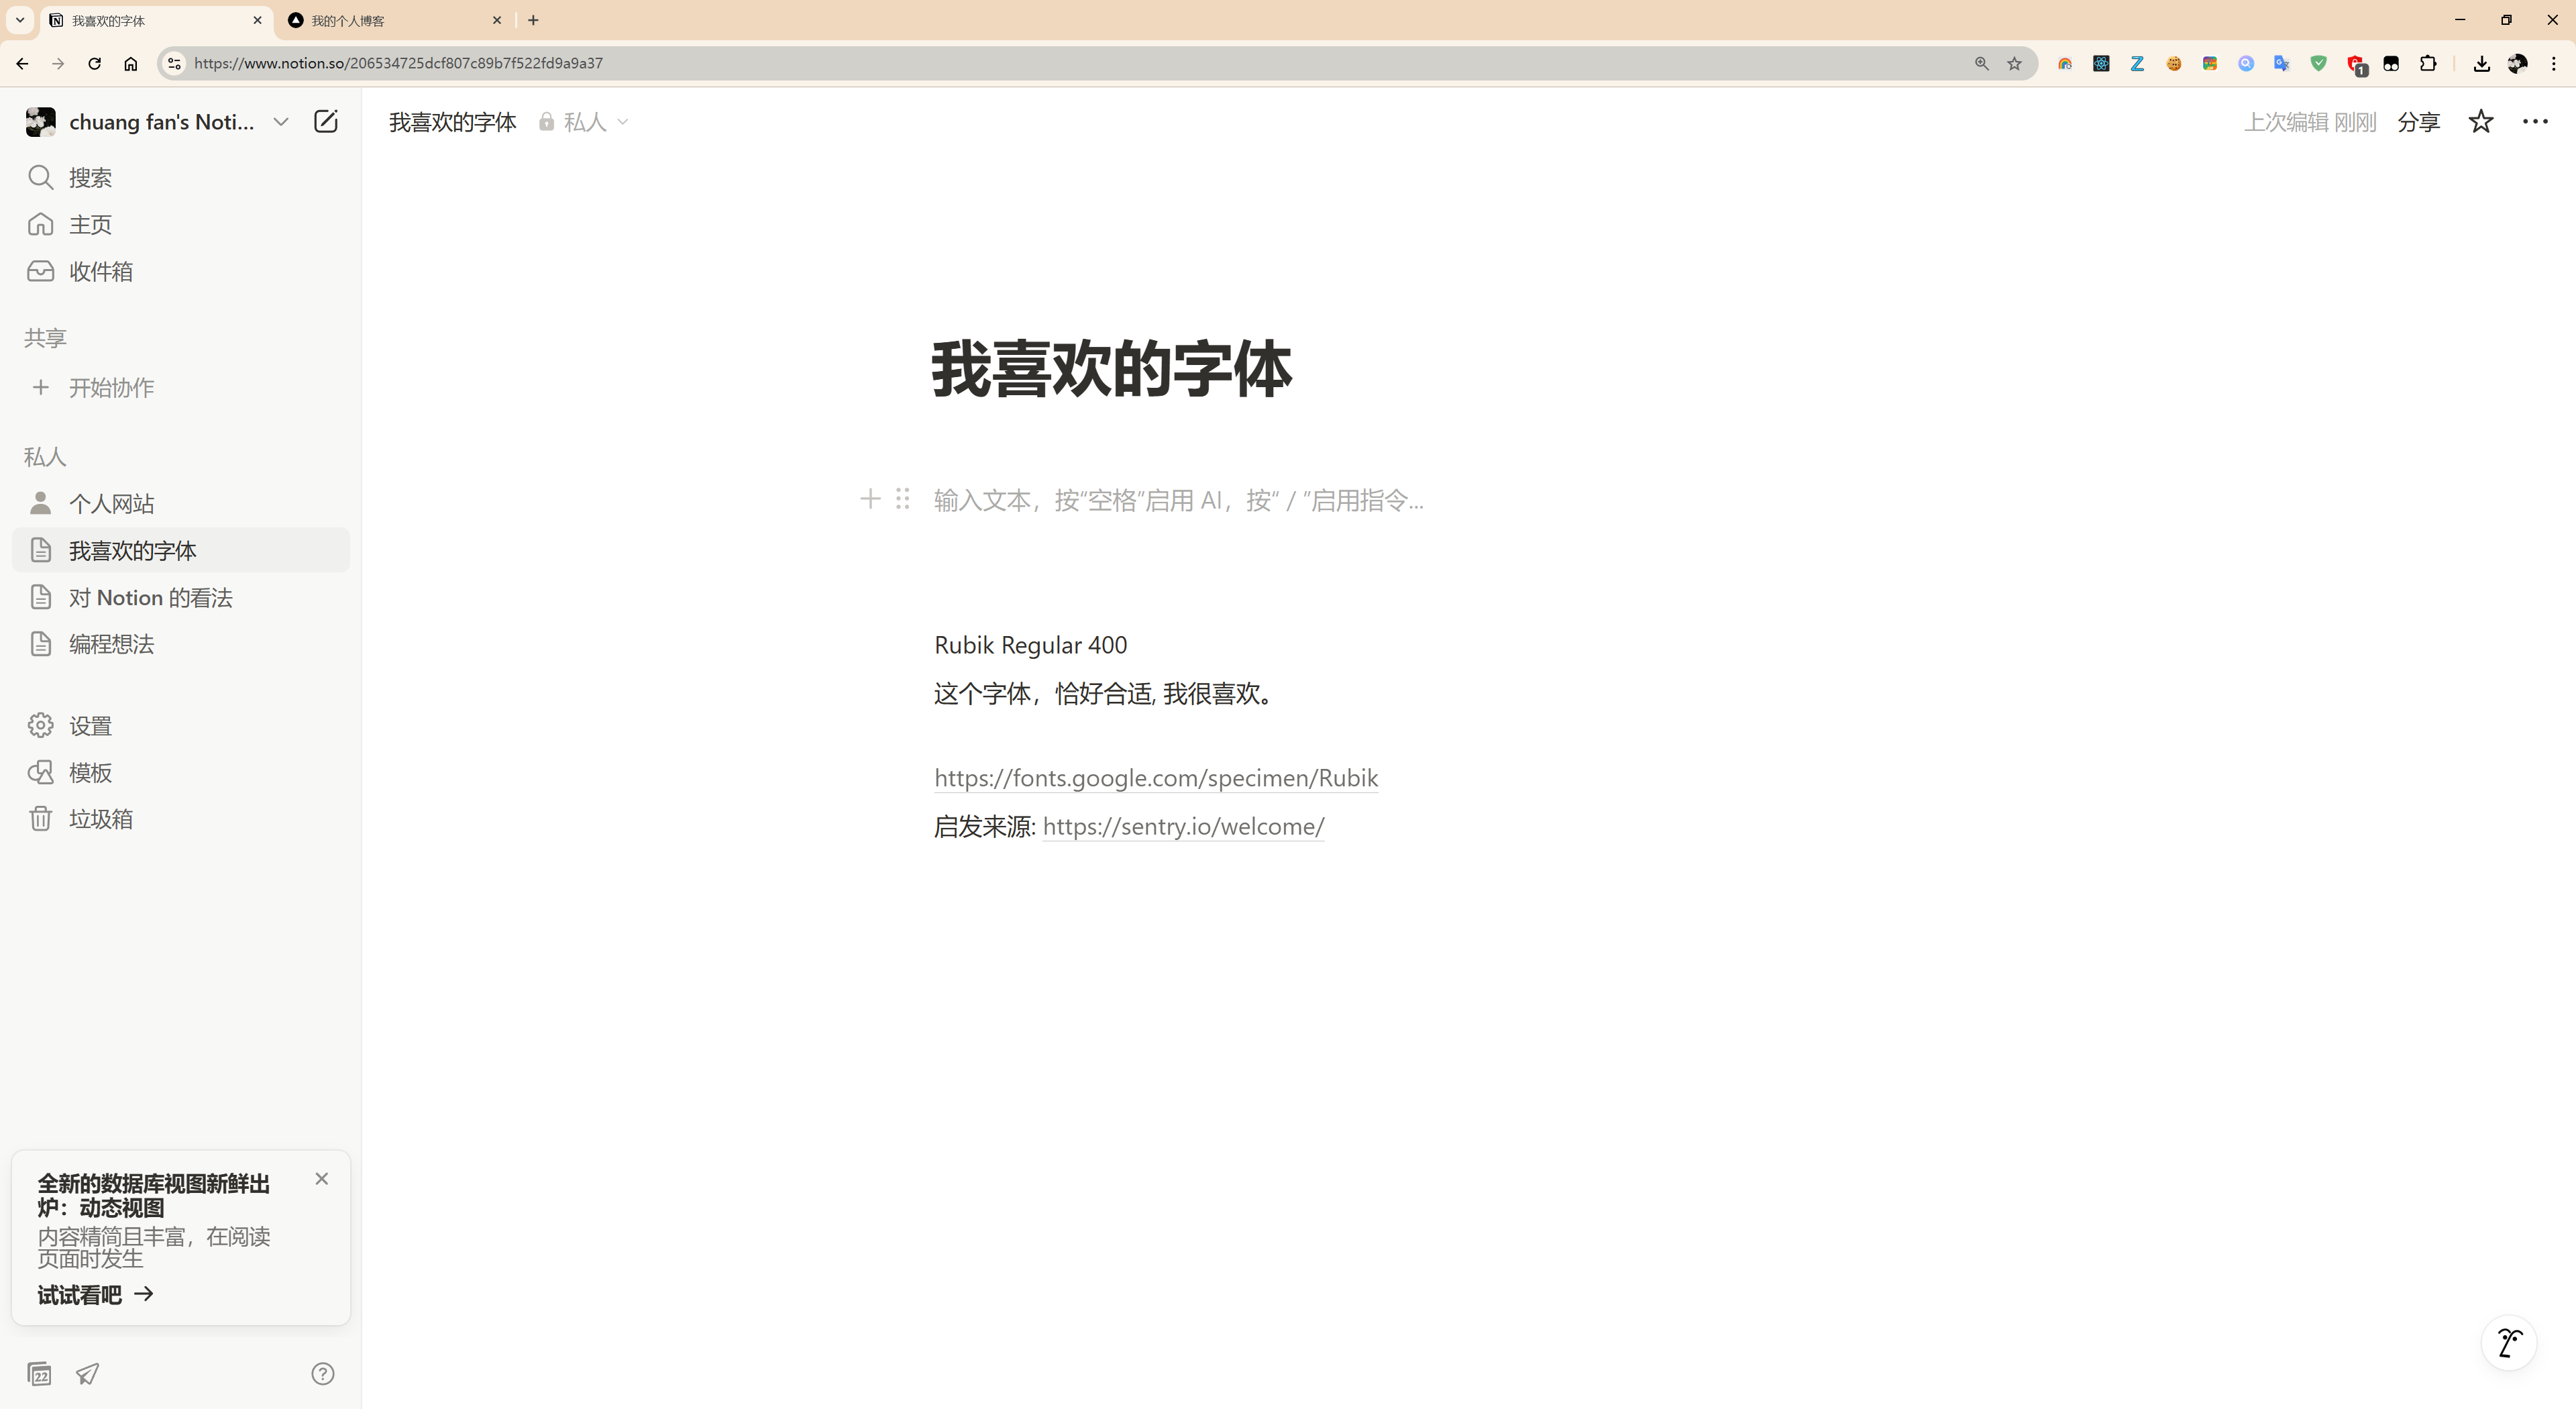 我喜欢的字体
我的个人博客
https://www.notion.so/206534725dcf807c89b7f522fd9a9a37
1
chuang fan's Noti...
我喜欢的字体
私人
上次编辑 刚刚
分享
搜索
主页
收件箱
共享
开始协作
私人
个人网站
我喜欢的字体
对 Notion 的看法
编程想法
设置
模板
垃圾箱
我喜欢的字体
输入文本，按“空格”启用 AI，按“ / ”启用指令...
Rubik Regular 400
这个字体，恰好合适, 我很喜欢。
https://fonts.google.com/specimen/Rubik
启发来源: https://sentry.io/welcome/
全新的数据库视图新鲜出
炉：动态视图
内容精简且丰富，在阅读
页面时发生
试试看吧 →
22